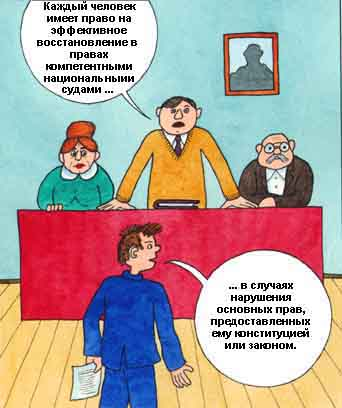 Каждый человек
имеет право на
эффективное
восстановление в
правах
компетентными
национальныии
судами ...
... в случаях
нарушения
основных прав,
предоставленных
ему конституцией
или законом.